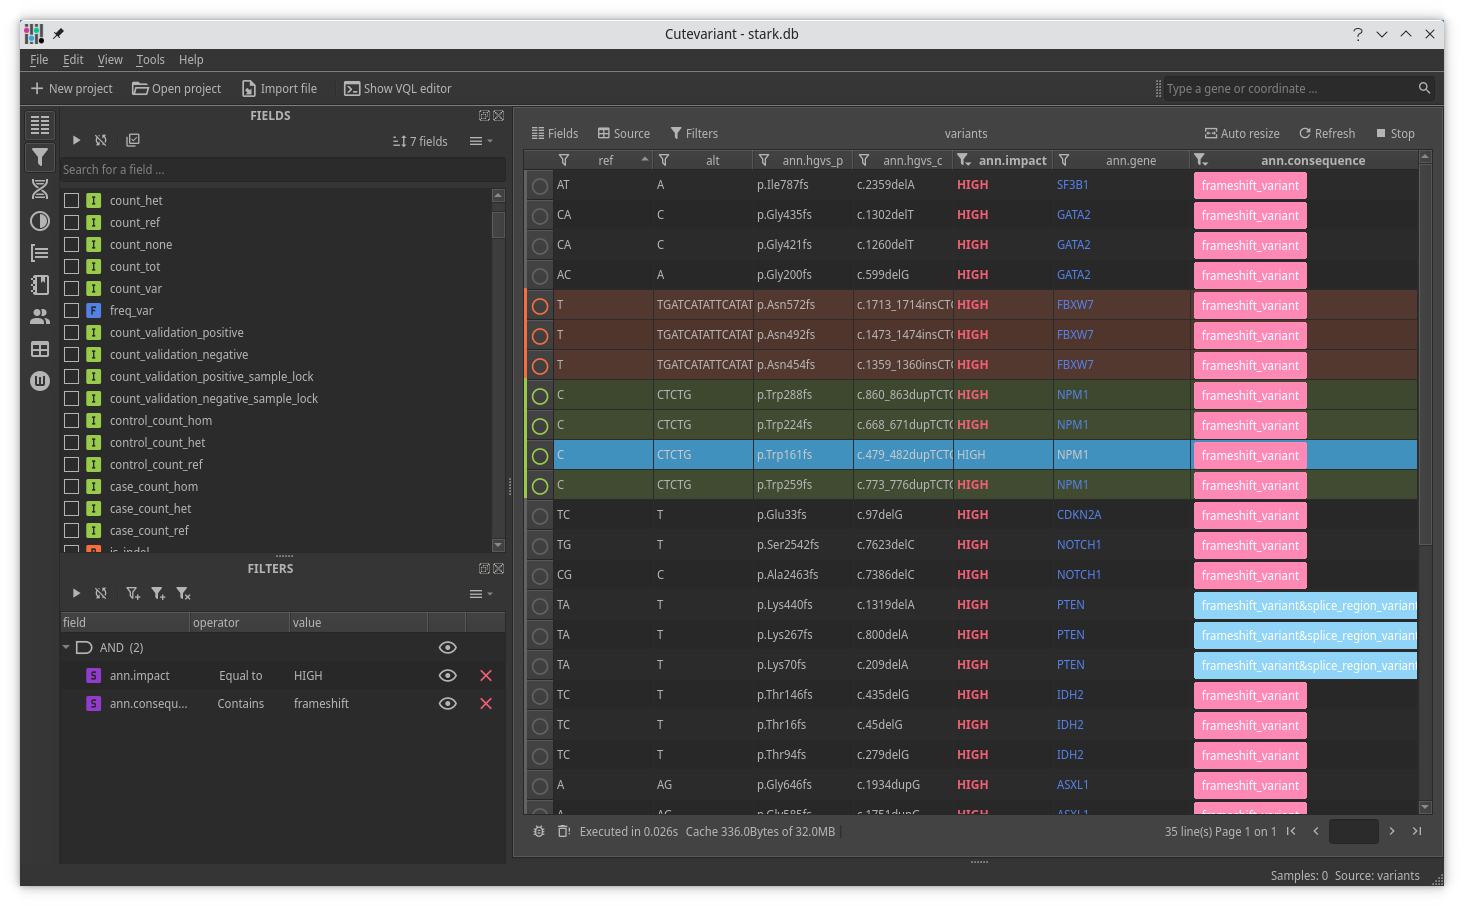 Cutevariant - stark.db
File Edit View Tools Help
New project Open project Import file Show VQL editor Type a gene or coordinate ...
FIELDS
7 fields
Search for a field ...
I count_het
I count_ref
I count_none
I count_tot
I count_var
F freq_var
I count_validation_positive
I count_validation_negative
I count_validation_positive_sample_lock
I count_validation_negative_sample_lock
I control_count_hom
I control_count_het
I control_count_ref
I case_count_hom
I case_count_het
I case_count_ref
W
FILTERS
field operator value
AND (2)
S ann.impact Equal to HIGH
S ann.consequ... Contains frameshift
Fields Source Filters variants Auto resize Refresh Stop
ref alt ann.hgvs_p ann.hgvs_c ann.impact ann.gene ann.consequence
AT A p.Ile787fs c.2359delA HIGH SF3B1 frameshift_variant
CA C p.Gly435fs c.1302delT HIGH GATA2 frameshift_variant
CA C p.Gly421fs c.1260delT HIGH GATA2 frameshift_variant
AC A p.Gly200fs c.599delG HIGH GATA2 frameshift_variant
T TGATCATATTCATAT p.Asn572fs c.1713_1714insCT HIGH FBXW7 frameshift_variant
T TGATCATATTCATAT p.Asn492fs c.1473_1474insCT HIGH FBXW7 frameshift_variant
T TGATCATATTCATAT p.Asn454fs c.1359_1360insCT HIGH FBXW7 frameshift_variant
C CTCTG p.Trp288fs c.860_863dupTCT HIGH NPM1 frameshift_variant
C CTCTG p.Trp224fs c.668_671dupTCT HIGH NPM1 frameshift_variant
C CTCTG p.Trp161fs c.479_482dupTCT HIGH NPM1 frameshift_variant
C CTCTG p.Trp259fs c.773_776dupTCT HIGH NPM1 frameshift_variant
TC T p.Glu33fs c.97delG HIGH CDKN2A frameshift_variant
TG T p.Ser2542fs c.7623delC HIGH NOTCH1 frameshift_variant
CG C p.Ala2463fs c.7386delC HIGH NOTCH1 frameshift_variant
TA T p.Lys440fs c.1319delA HIGH PTEN frameshift_variant&splice_region_variant
TA T p.Lys267fs c.800delA HIGH PTEN frameshift_variant&splice_region_variant
TA T p.Lys70fs c.209delA HIGH PTEN frameshift_variant&splice_region_variant
TC T p.Thr146fs c.435delG HIGH IDH2 frameshift_variant
TC T p.Thr16fs c.45delG HIGH IDH2 frameshift_variant
TC T p.Thr94fs c.279delG HIGH IDH2 frameshift_variant
A AG p.Gly646fs c.1934dupG HIGH ASXL1 frameshift_variant
Executed in 0.026s Cache 336.0Bytes of 32.0MB 35 line(s) Page 1 on 1
Samples: 0 Source: variants